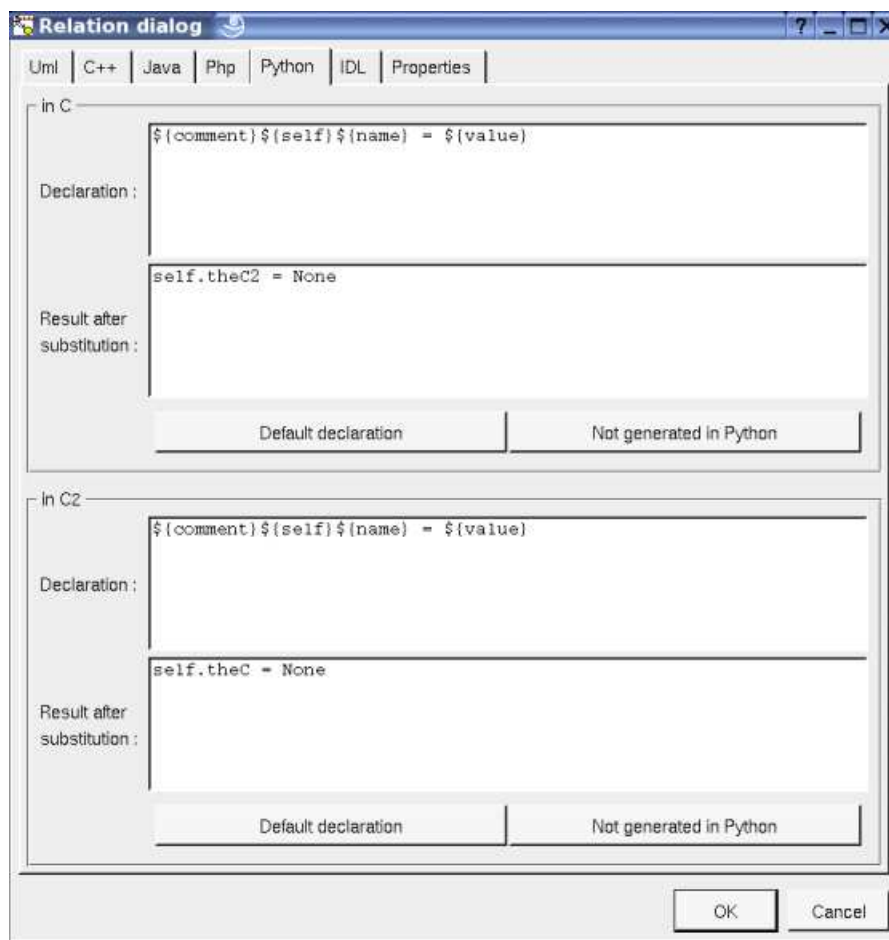 Relation dialog
Uml C++ Java Php Python IDL Properties
in C
Declaration :
${comment}${self}${name} = ${value}
Result after
substitution :
self.theC2 = None
Default declaration Not generated in Python
in C2
Declaration :
${comment}${self}${name} = ${value}
Result after
substitution :
self.theC = None
Default declaration Not generated in Python
OK Cancel